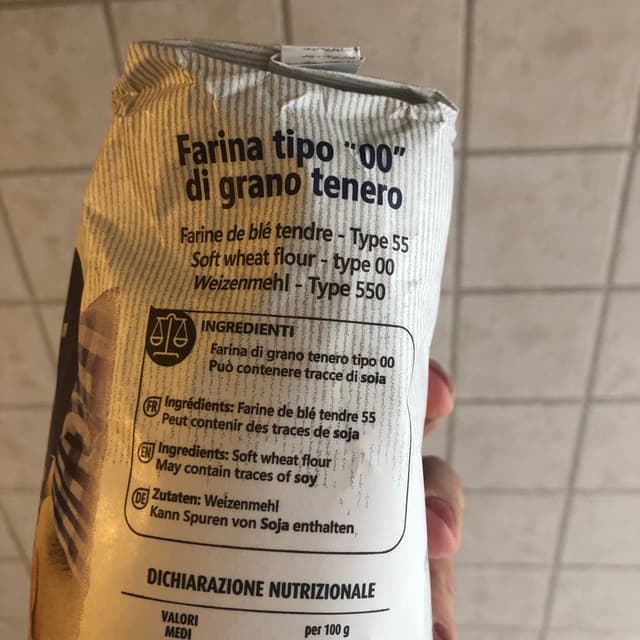 Farina tipo "00"
di grano tenero
Farine de blé tendre - Type 55
Soft wheat flour - type 00
Weizenmehl - Type 550
INGREDIENTI
Farina di grano tenero tipo 00
Può contenere tracce di soia
FR Ingrédients: Farine de blé tendre 55
Peut contenir des traces de soja
EN Ingredients: Soft wheat flour
May contain traces of soy
DE Zutaten: Weizenmehl
Kann Spuren von Soja enthalten
DICHIARAZIONE NUTRIZIONALE
VALORI
MEDI
per 100 g